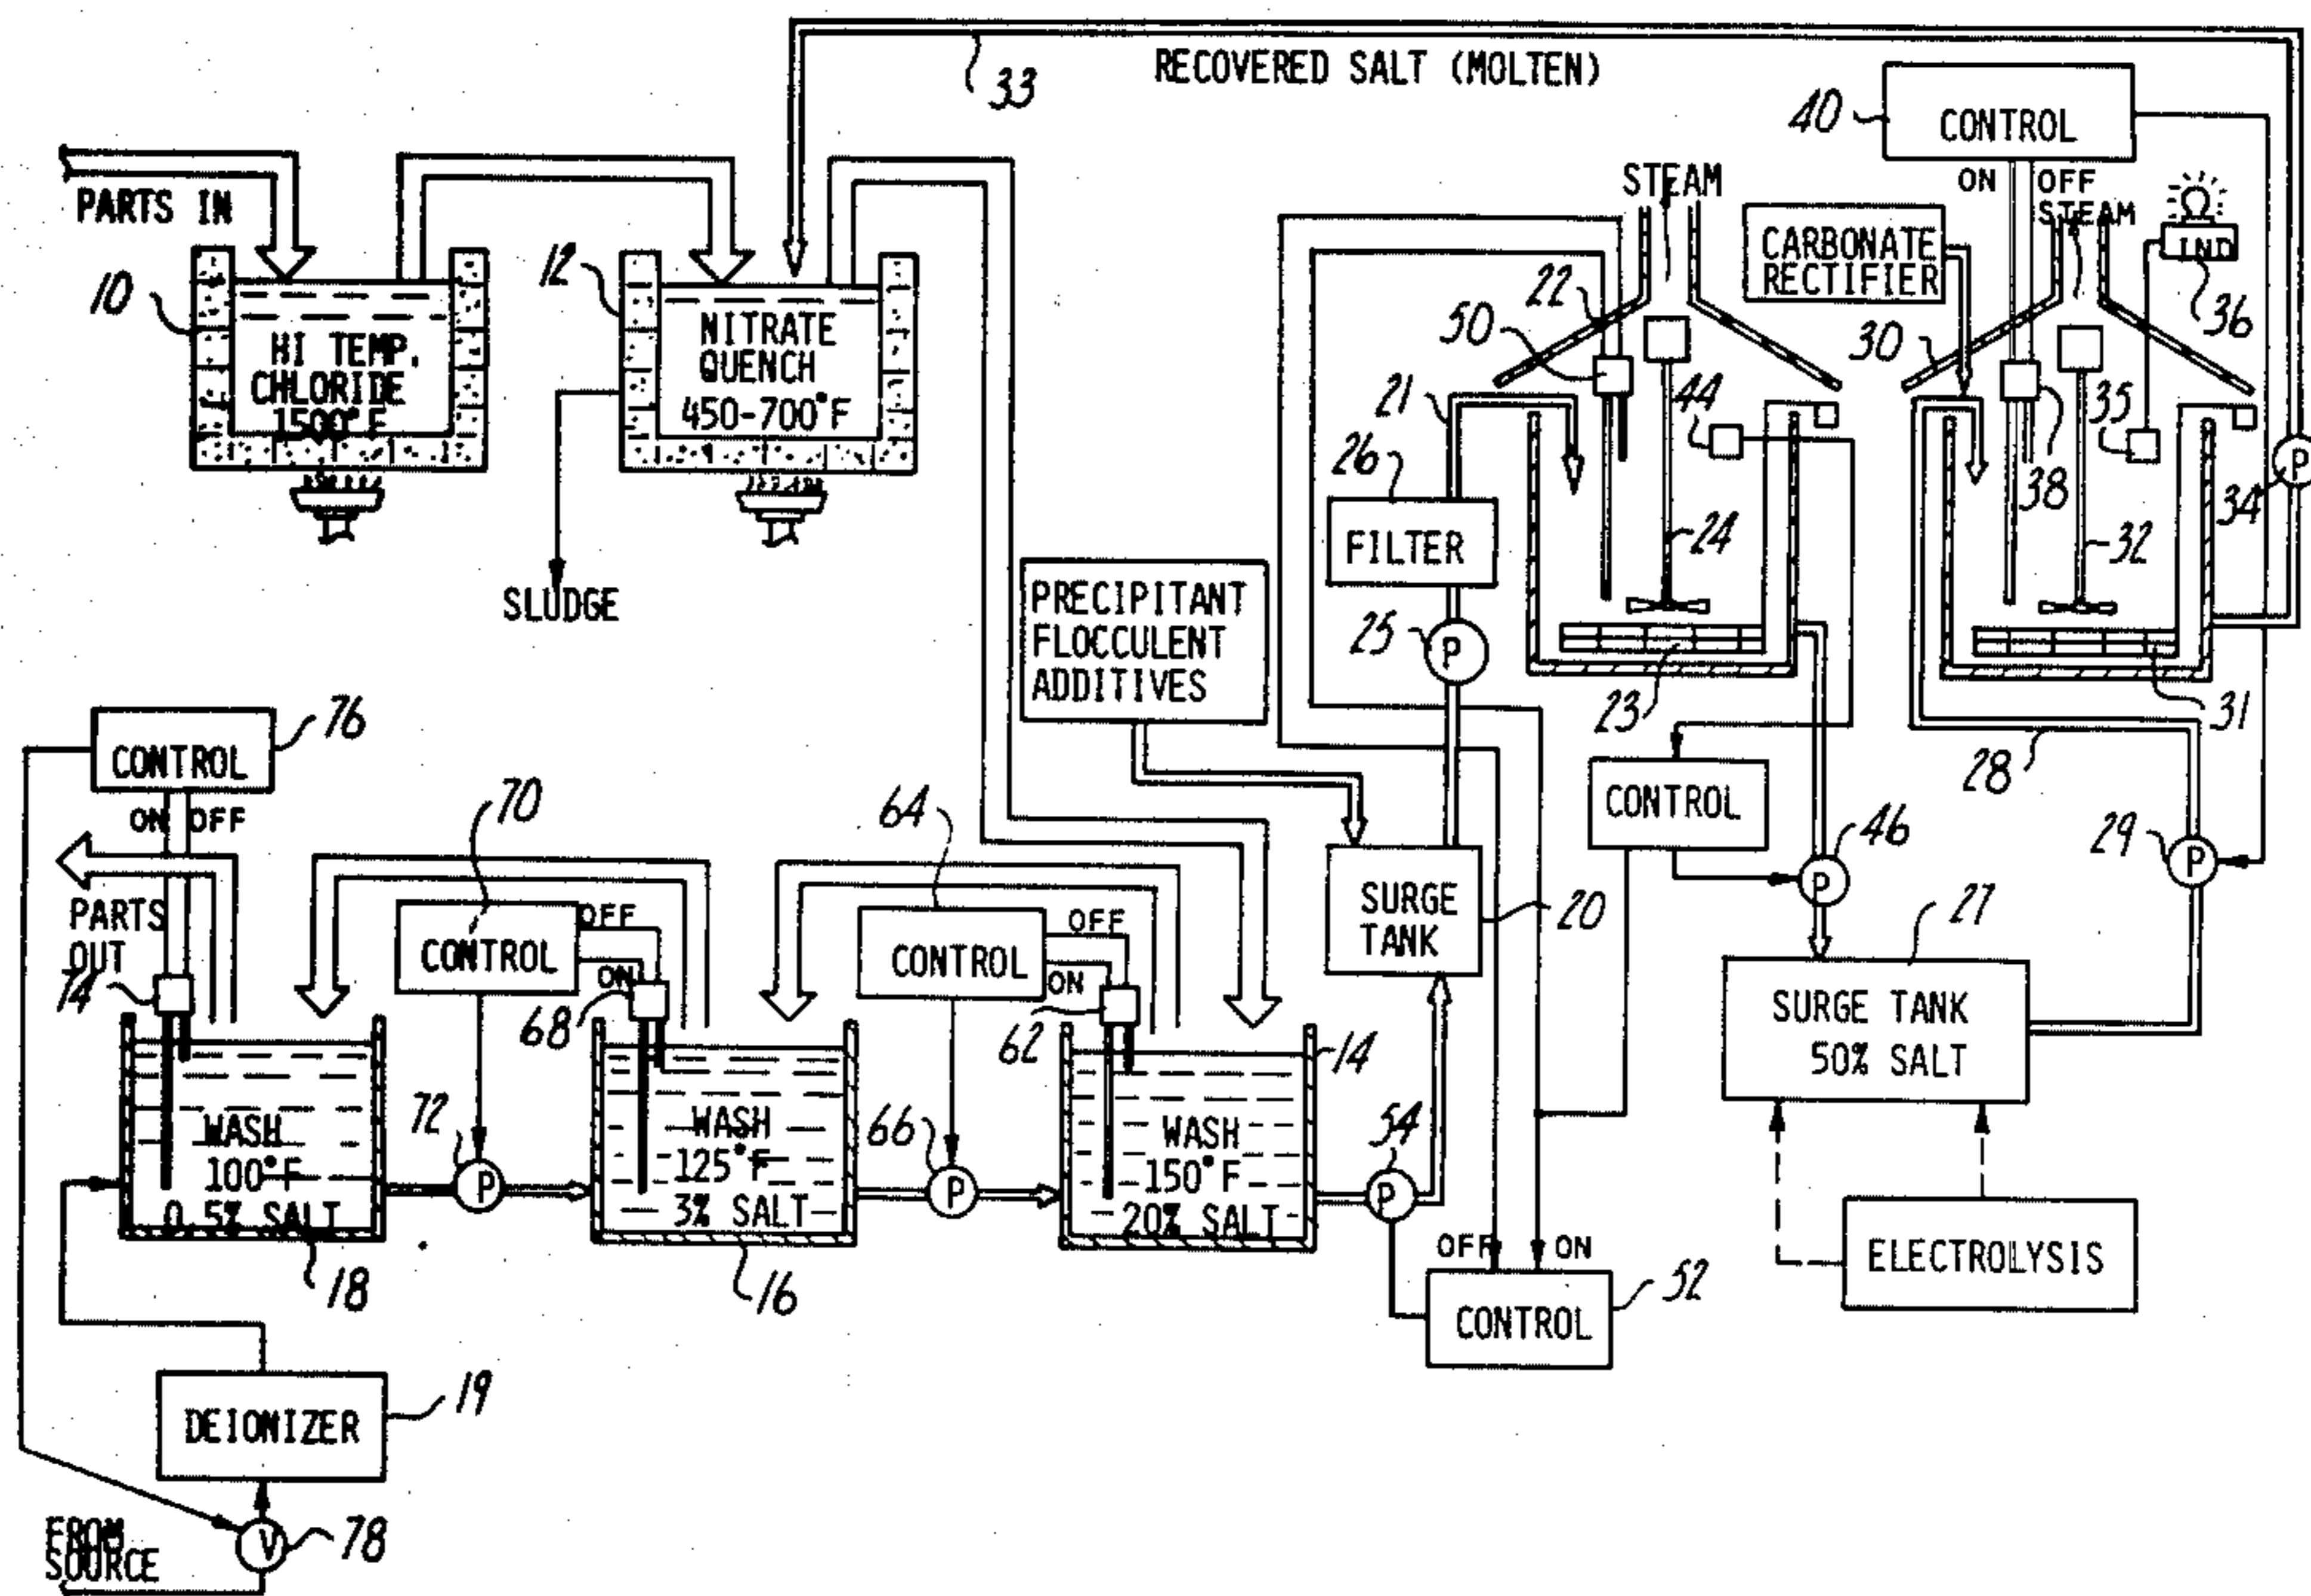 RECOVERED SALT (MOLTEN)
33
PARTS IN
10
HI TEMP.
CHLORIDE
1500°F
12
NITRATE
QUENCH
450-700°F
SLUDGE
40
CONTROL
ON OFF
STEAM
STEAM
CARBONATE
RECTIFIER
IND
36
22
50
30
21
44
35
26
FILTER
24
38
34
P
32
25
P
23
31
28
PRECIPITANT
FLOCCULENT
ADDITIVES
CONTROL
46
P
29
P
SURGE
TANK
20
27
SURGE TANK
50% SALT
ELECTROLYSIS
76
CONTROL
ON OFF
PARTS
OUT
74
70
CONTROL
OFF
ON
68
64
CONTROL
OFF
ON
62
14
WASH
100°F
0.5% SALT
18
72
P
WASH
125°F
3% SALT
16
66
P
WASH
150°F
20% SALT
54
P
OFF ON
CONTROL
52
DEIONIZER
19
V
78
FROM
SOURCE